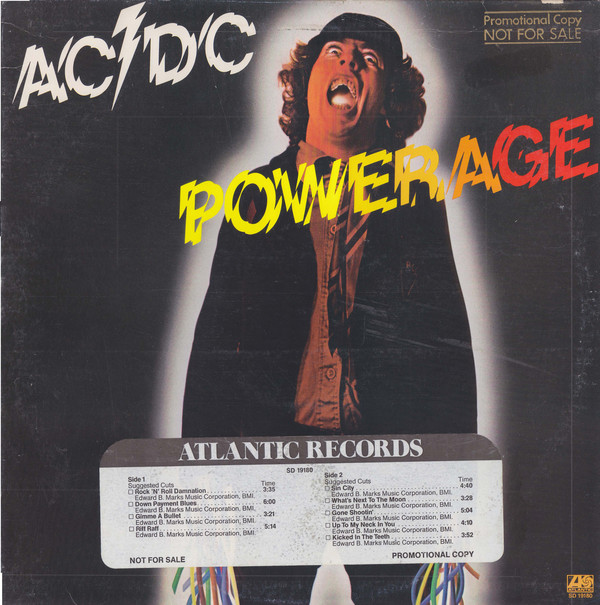 AC DC
Promotional Copy
NOT FOR SALE
POWERAGE
ATLANTIC RECORDS
SD 19180
Side 1
Suggested Cuts Time
Rock 'N' Roll Damnation 3:35
Edward B. Marks Music Corporation, BMI.
Down Payment Blues 6:00
Edward B. Marks Music Corporation, BMI.
Gimme A Bullet 3:21
Edward B. Marks Music Corporation, BMI.
Riff Raff 5:14
Edward B. Marks Music Corporation, BMI.
Side 2
Suggested Cuts Time
Sin City 4:40
Edward B. Marks Music Corporation, BMI.
What's Next To The Moon 3:28
Edward B. Marks Music Corporation, BMI.
Gone Shootin' 5:04
Edward B. Marks Music Corporation, BMI.
Up To My Neck In You 4:10
Edward B. Marks Music Corporation, BMI.
Kicked In The Teeth 3:52
Edward B. Marks Music Corporation, BMI.
NOT FOR SALE
PROMOTIONAL COPY
ATLANTIC
SD 19180